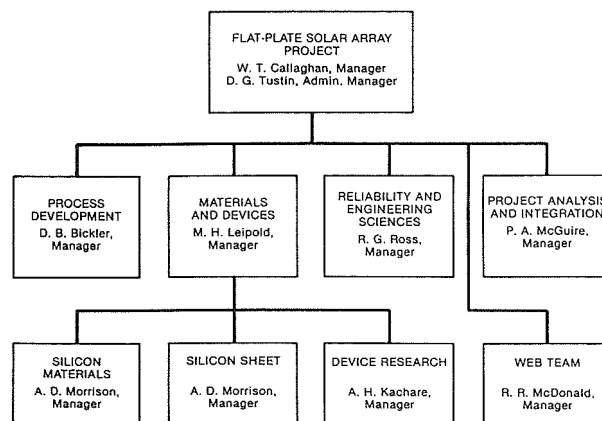 FLAT-PLATE SOLAR ARRAY
PROJECT
W. T. Callaghan, Manager
D. G. Tustin, Admin. Manager
PROCESS
DEVELOPMENT
D. B. Bickler,
Manager
MATERIALS
AND DEVICES
M. H. Leipold,
Manager
RELIABILITY AND
ENGINEERING
SCIENCES
R. G. Ross,
Manager
PROJECT ANALYSIS
AND INTEGRATION
P. A. McGuire,
Manager
SILICON
MATERIALS
A. D. Morrison,
Manager
SILICON SHEET
A. D. Morrison,
Manager
DEVICE RESEARCH
A. H. Kachare,
Manager
WEB TEAM
R. R. McDonald,
Manager